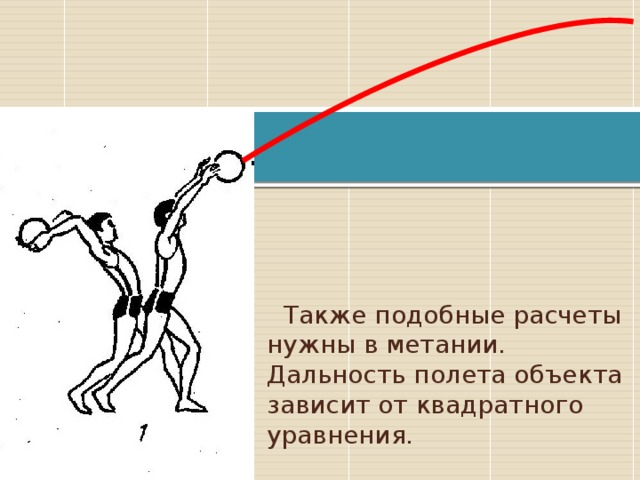 Также подобные расчеты
нужны в метании.
Дальность полета объекта
зависит от квадратного
уравнения.
1